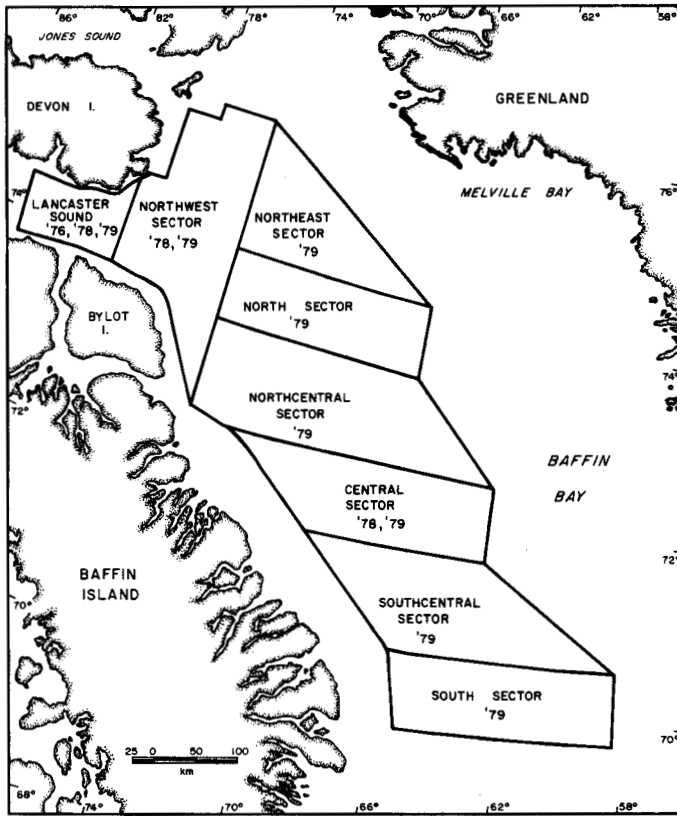 86° 82° 78° 74° 70° 66° 62° 58°
JONES SOUND
DEVON I.
GREENLAND
74°
76°
MELVILLE BAY
LANCASTER
SOUND
'76, '78, '79
NORTHWEST
SECTOR
'78, '79
NORTHEAST
SECTOR
'79
NORTH SECTOR
'79
BYLOT
I.
74°
72°
NORTHCENTRAL
SECTOR
'79
BAFFIN
BAY
CENTRAL
SECTOR
'78, '79
72°
BAFFIN
ISLAND
70°
SOUTHCENTRAL
SECTOR
'79
SOUTH SECTOR
'79
70°
25 0 50 100
km
68°
74° 70° 66° 62° 58°